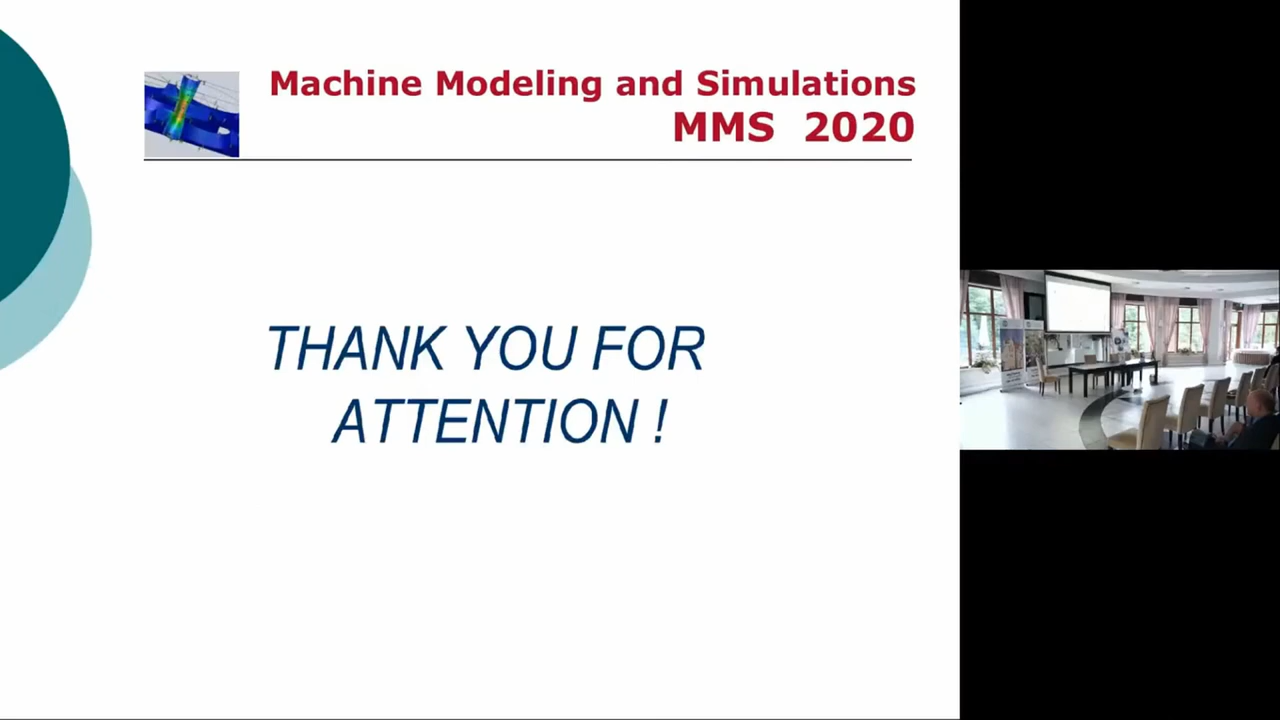 Machine Modeling and Simulations
MMS 2020
THANK YOU FOR
ATTENTION !